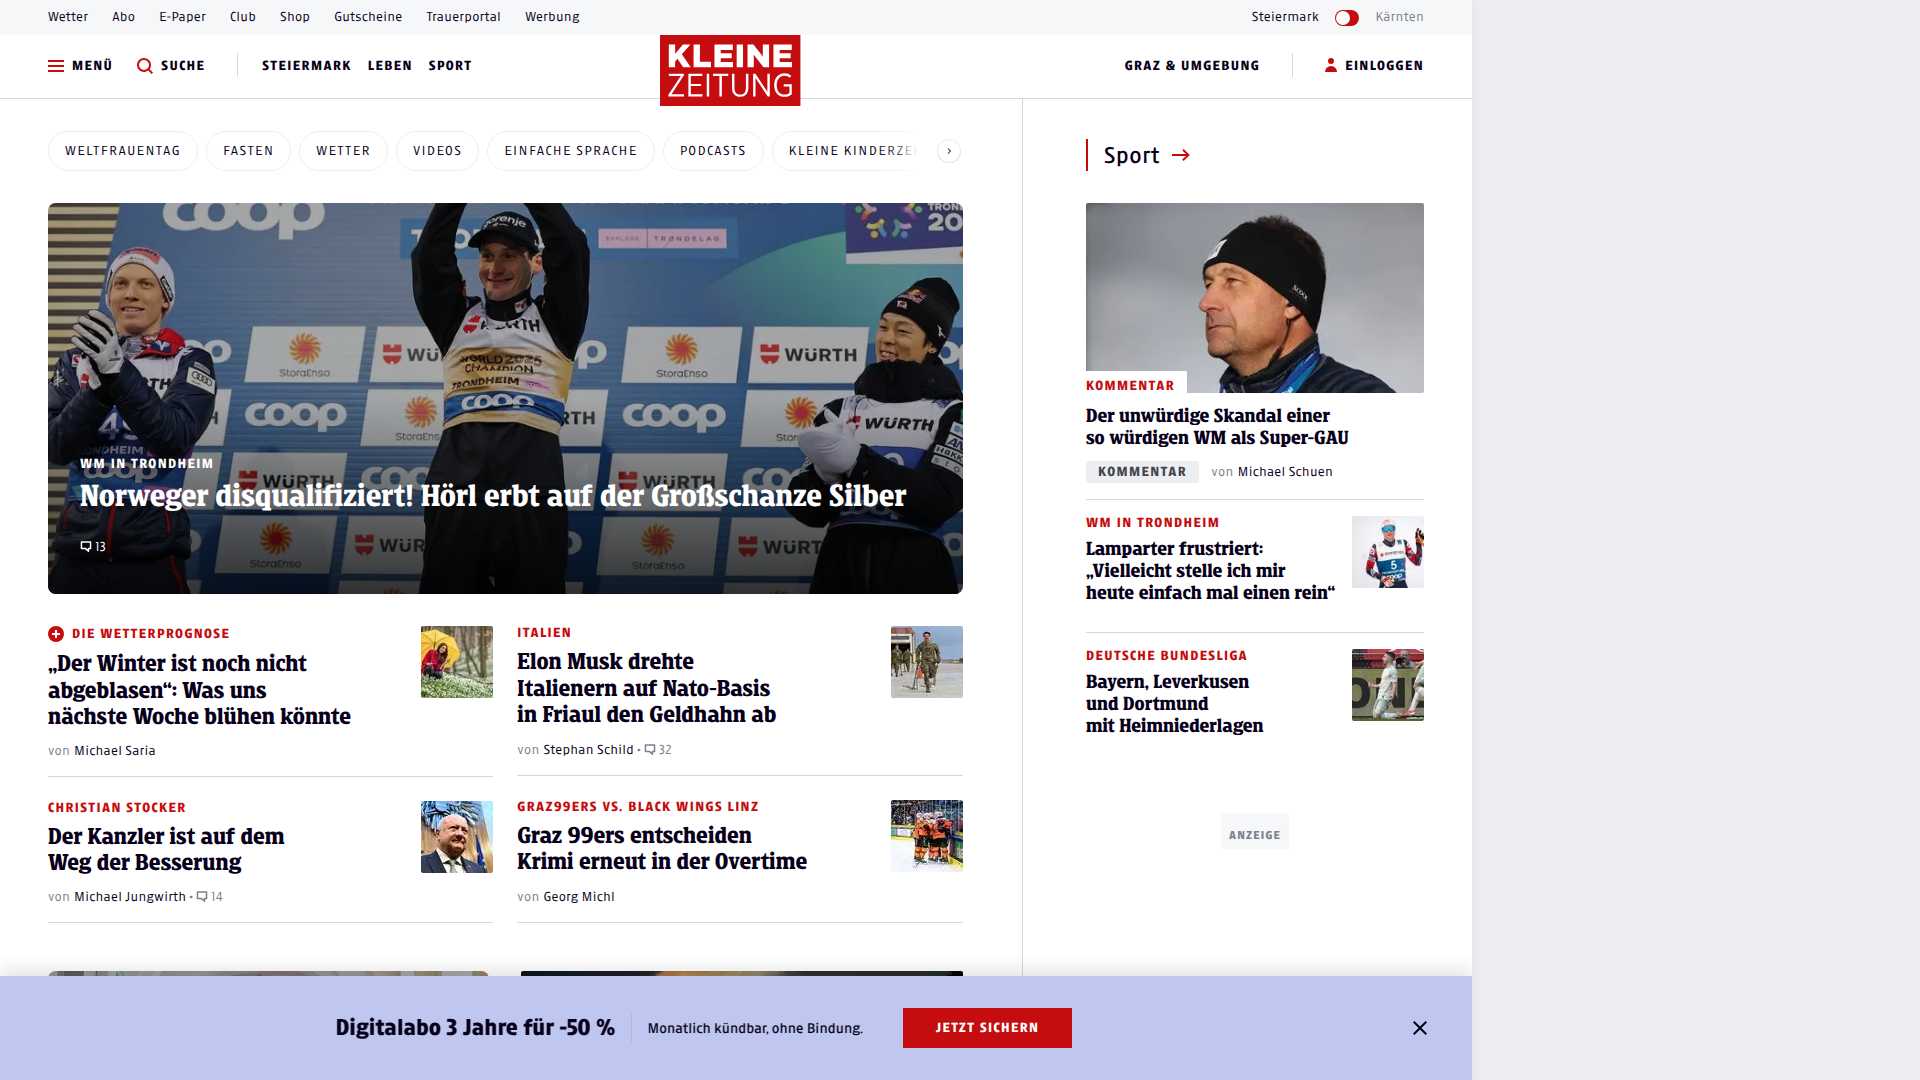 Wetter Abo E-Paper Club Shop Gutscheine Trauerportal Werbung
Steiermark Kärnten
MENÜ SUCHE STEIERMARK LEBEN SPORT
KLEINE
ZEITUNG
GRAZ & UMGEBUNG EINLOGGEN
WELTFRAUENTAG FASTEN WETTER VIDEOS EINFACHE SPRACHE PODCASTS KLEINE
WM IN TRONDHEIM
Norweger disqualifiziert! Hörl erbt auf der Großschanze Silber
13
DIE WETTERPROGNOSE
„Der Winter ist noch nicht
abgeblasen“: Was uns
nächste Woche blühen könnte
von Michael Saria
ITALIEN
Elon Musk drehte
Italienern auf Nato-Basis
in Friaul den Geldhahn ab
von Stephan Schild • 32
CHRISTIAN STOCKER
Der Kanzler ist auf dem
Weg der Besserung
von Michael Jungwirth • 14
GRAZ99ERS VS. BLACK WINGS LINZ
Graz 99ers entscheiden
Krimi erneut in der Overtime
von Georg Michl
Sport
KOMMENTAR
Der unwürdige Skandal einer
so würdigen WM als Super-GAU
KOMMENTAR von Michael Schuen
WM IN TRONDHEIM
Lamparter frustriert:
„Vielleicht stelle ich mir
heute einfach mal einen rein“
DEUTSCHE BUNDESLIGA
Bayern, Leverkusen
und Dortmund
mit Heimniederlagen
ANZEIGE
Digitalabo 3 Jahre für -50 % Monatlich kündbar, ohne Bindung. JETZT SICHERN